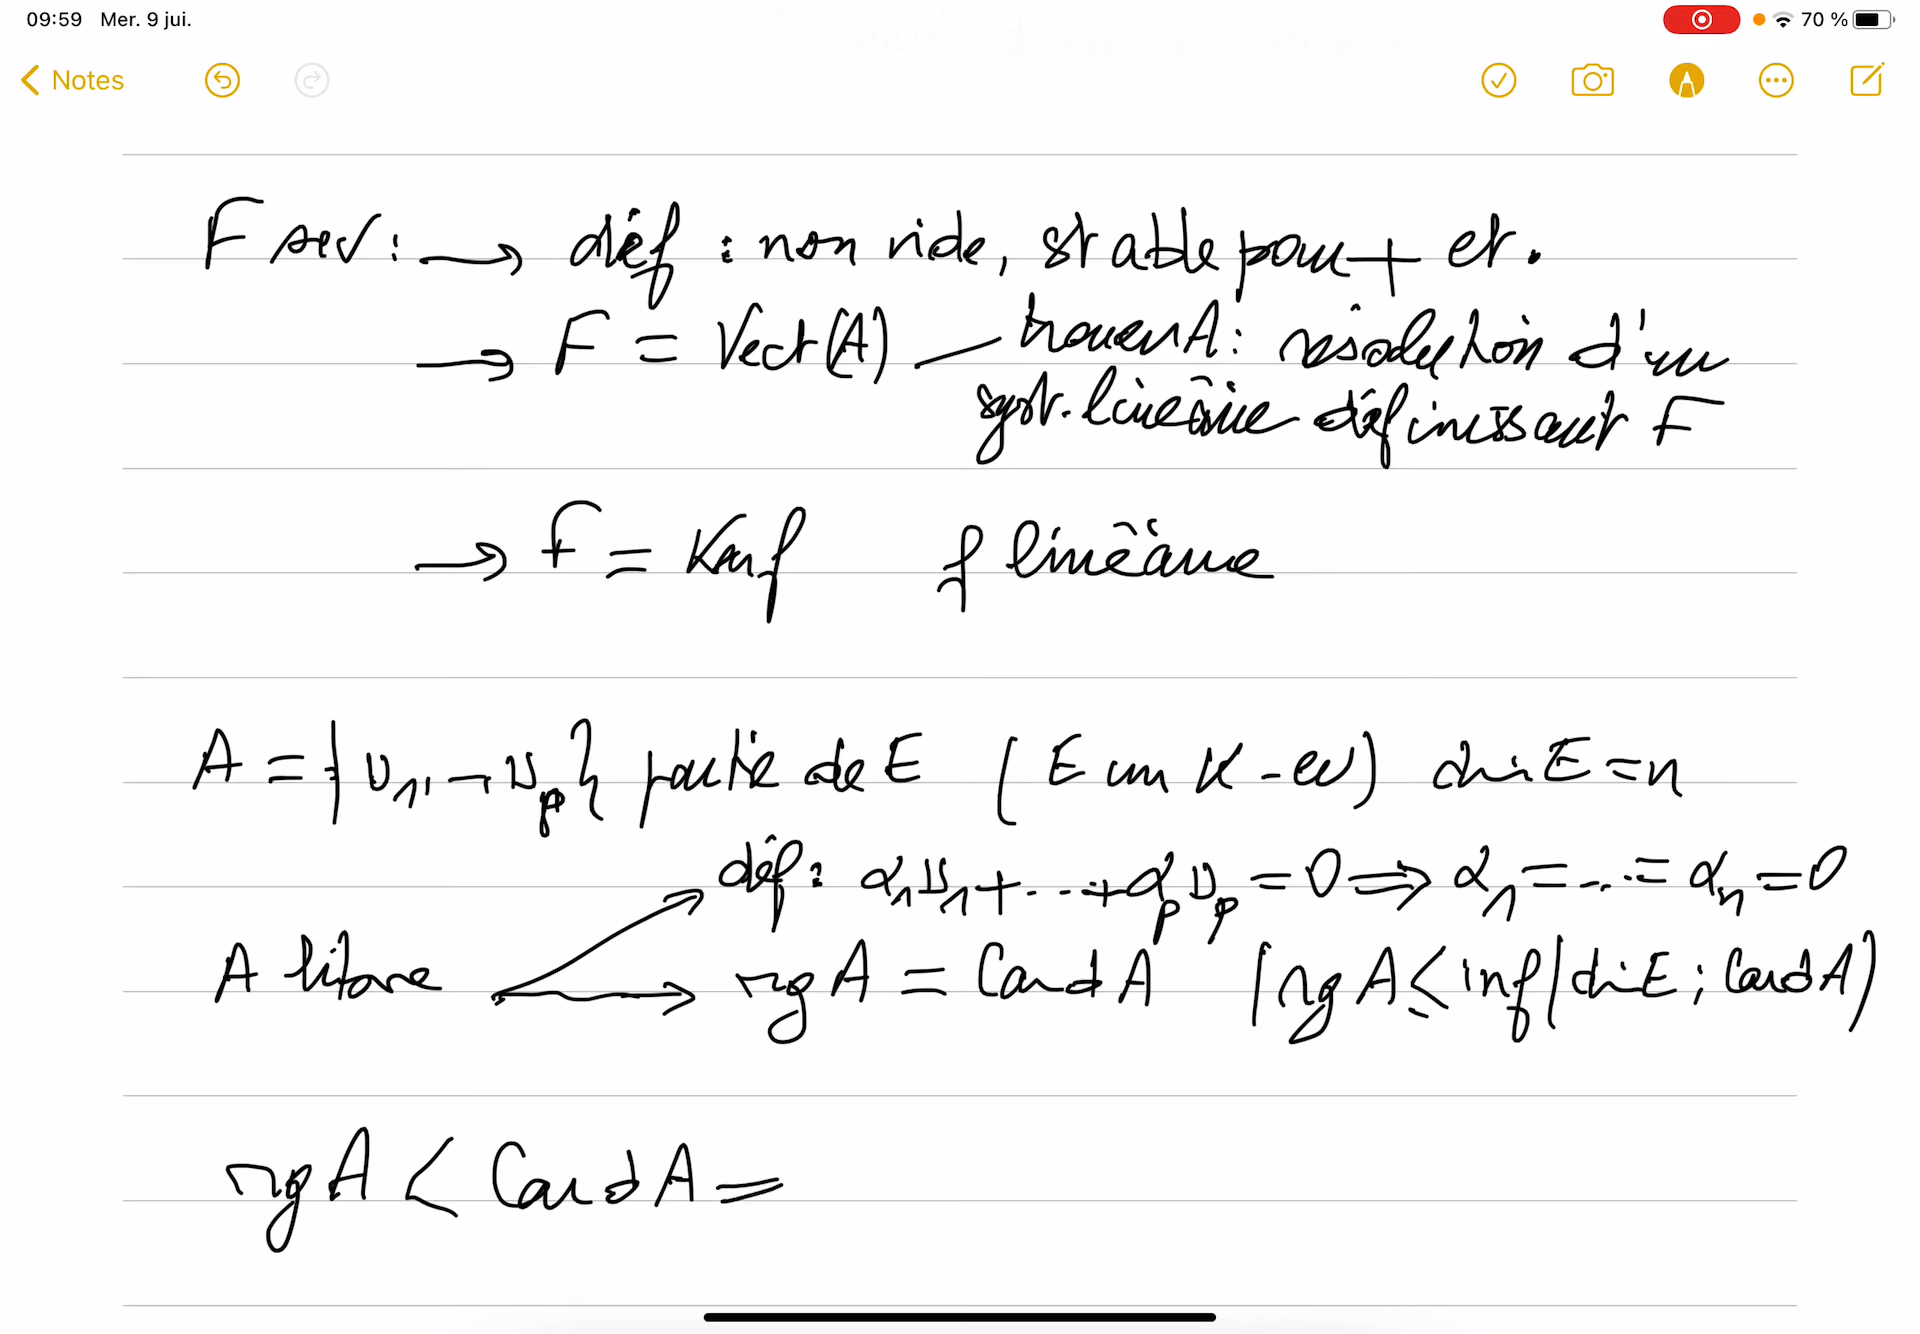 09:59 Mer. 9 jui. 70 %
Notes
F sev : → déf : non vide, stable pour + et .
→ F = Vect(A) — trouver A : résolution d'un
syst. linéaire définissant F
→ F = Ker f f linéaire
A = {v₁, – , vₚ} partie de E ( E un K-ev) dim E = n
déf : α₁v₁ + ... + αₚvₚ = 0 ⟹ α₁ = ... = αₙ = 0
A libre → rg A = Card A (rg A ≤ inf(dim E ; Card A)
rg A < Card A =